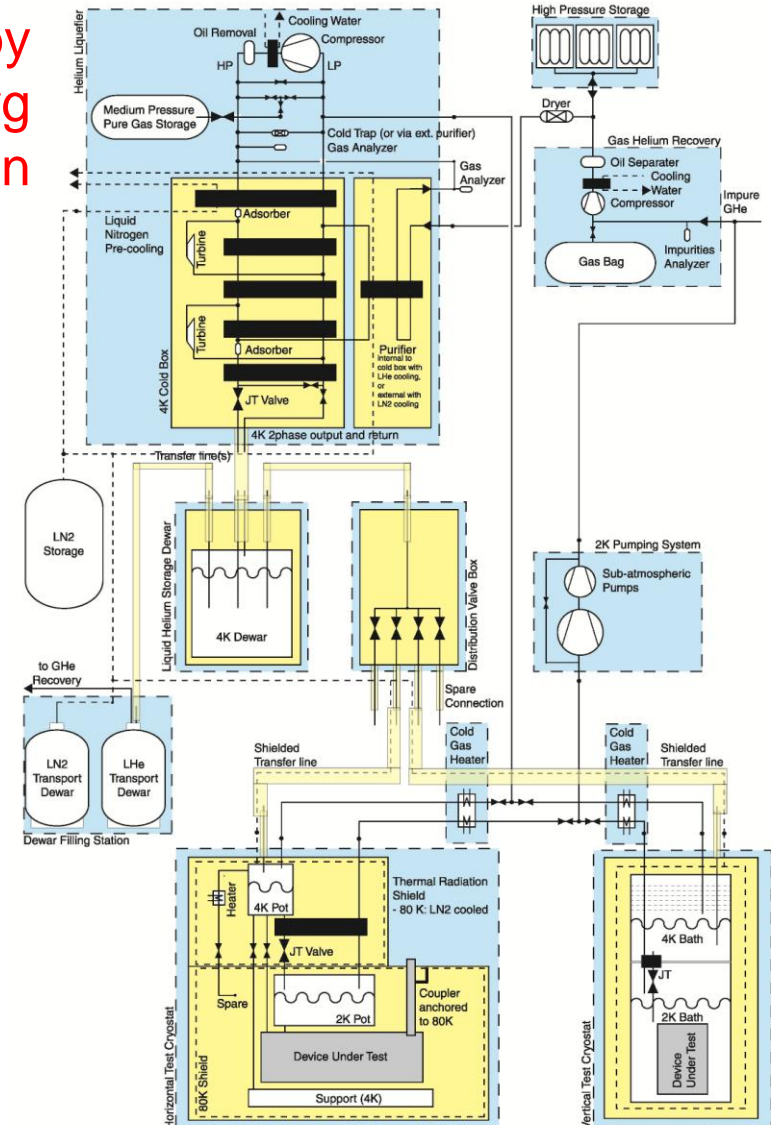 by
rg
n
Helium Liquefier
Oil Removal
Cooling Water
Compressor
HP
LP
Medium Pressure
Pure Gas Storage
Cold Trap (or via ext. purifier)
Gas Analyzer
Gas
Analyzer
High Pressure Storage
Dryer
Gas Helium Recovery
Oil Separater
Cooling
Water
Compressor
Impure
GHe
Gas Bag
Impurities
Analyzer
Liquid
Nitrogen
Pre-cooling
Adsorber
Turbine
Turbine
Adsorber
4K Cold Box
JT Valve
Purifier
internal to
cold box with
LHe cooling,
or
external with
LN2 cooling
4K 2phase output and return
Transfer line(s)
LN2
Storage
Liquid Helium Storage Dewar
4K Dewar
Distribution Valve Box
Spare
Connection
2K Pumping System
Sub-atmospheric
Pumps
to GHe
Recovery
LN2
Transport
Dewar
LHe
Transport
Dewar
Dewar Filling Station
Shielded
Transfer line
Cold
Gas
Heater
Cold
Gas
Heater
Shielded
Transfer line
Horizontal Test Cryostat
Heater
4K Pot
Thermal Radiation
Shield
- 80 K: LN2 cooled
JT Valve
Spare
80K Shield
2K Pot
Coupler
anchored
to 80K
Device Under Test
Support (4K)
Vertical Test Cryostat
4K Bath
JT
2K Bath
Device
Under Test